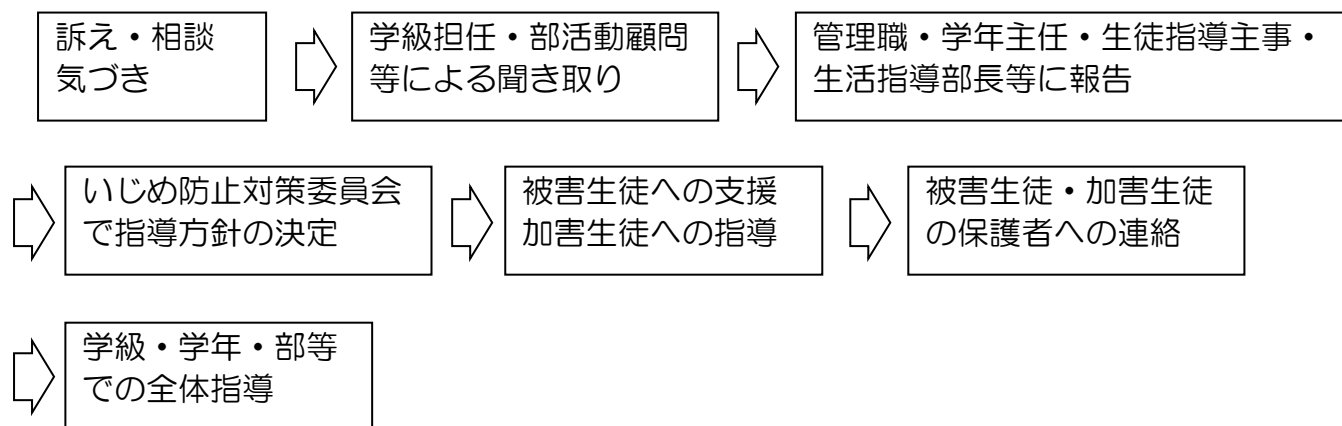 訴え・相談
気づき
学級担任・部活動顧問
等による聞き取り
管理職・学年主任・生徒指導主事・
生活指導部長等に報告
いじめ防止対策委員会
で指導方針の決定
被害生徒への支援
加害生徒への指導
被害生徒・加害生徒
の保護者への連絡
学級・学年・部等
での全体指導